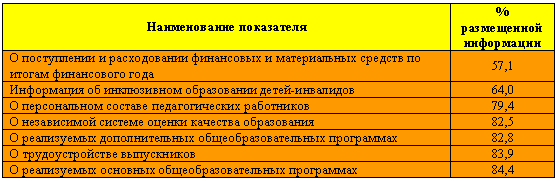 Наименование показателя
%
размещенной
информации
О поступлении и расходовании финансовых и материальных средств по
итогам финансового года
57,1
Информация об инклюзивном образовании детей-инвалидов
64,0
О персональном составе педагогических работников
79,4
О независимой системе оценки качества образования
82,5
О реализуемых дополнительных общеобразовательных программах
82,8
О трудоустройстве выпускников
83,9
О реализуемых основных общеобразовательных программах
84,4